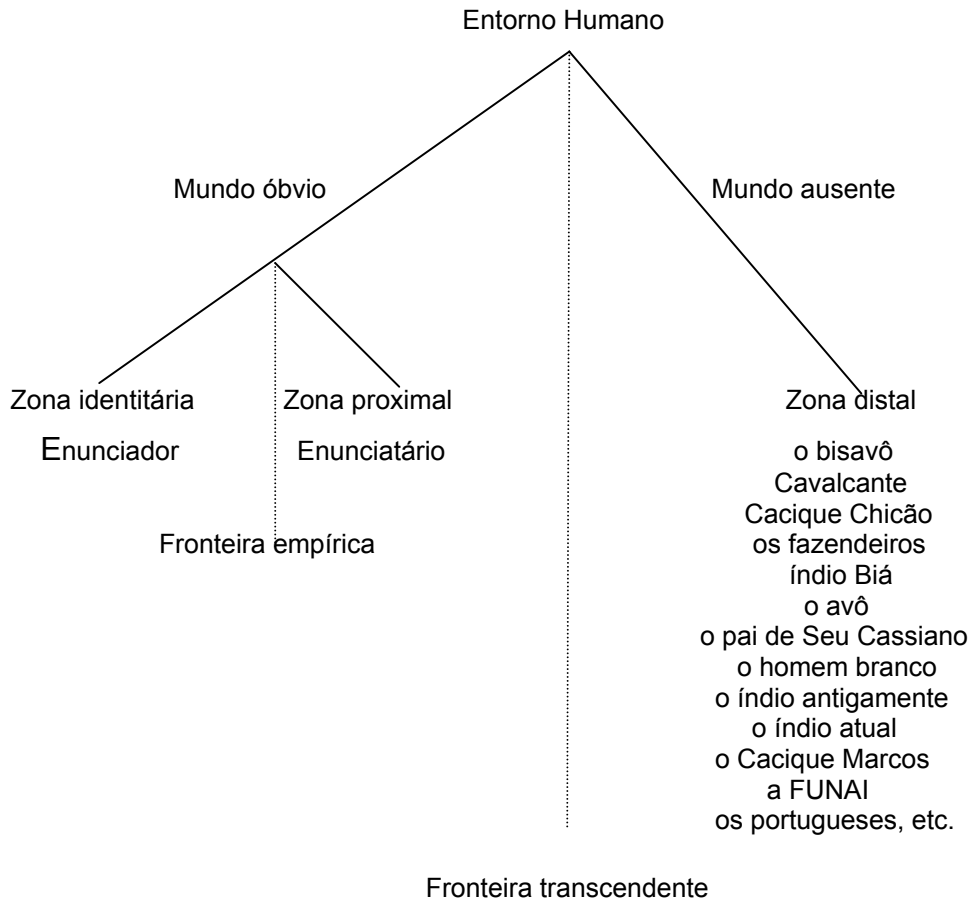 Entorno Humano
Mundo óbvio
Mundo ausente
Zona identitária
Zona proximal
Zona distal
Enunciador
Enunciatário
o bisavô
Cavalcante
Cacique Chicão
Fronteira empírica
os fazendeiros
índio Biá
o avô
o pai de Seu Cassiano
o homem branco
o índio antigamente
o índio atual
o Cacique Marcos
a FUNAI
os portugueses, etc.
Fronteira transcendente